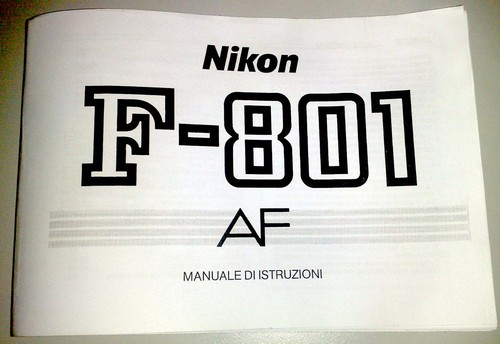 Nikon
F-801
AF
MANUALE DI ISTRUZIONI